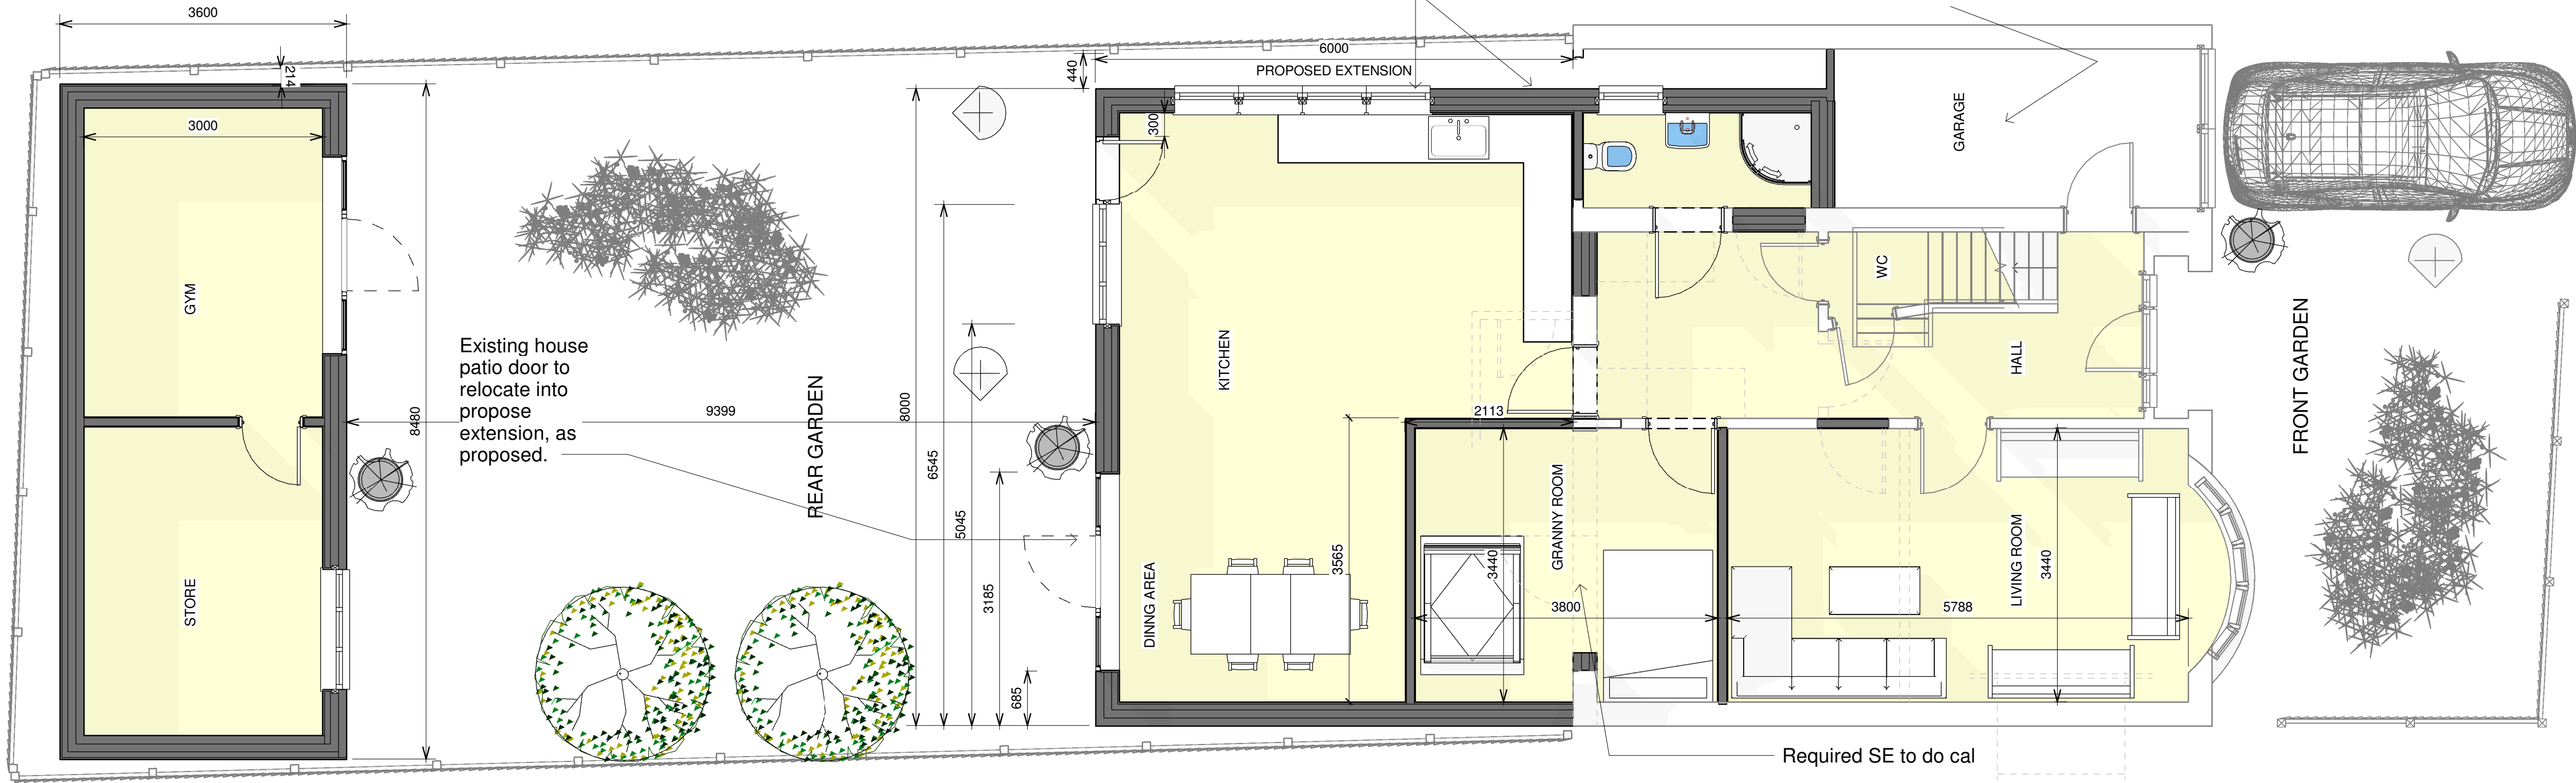 3600
6000
PROPOSED EXTENSION
214
440
3000
300
GARAGE
GYM
WC
HALL
KITCHEN
FRONT GARDEN
Existing house
patio door to
relocate into
propose
extension, as
proposed.
REAR GARDEN
8480
9399
8000
6545
5045
3185
685
2113
3565
3440
GRANNY ROOM
3800
5788
LIVING ROOM
3440
DINNG AREA
STORE
Required SE to do cal